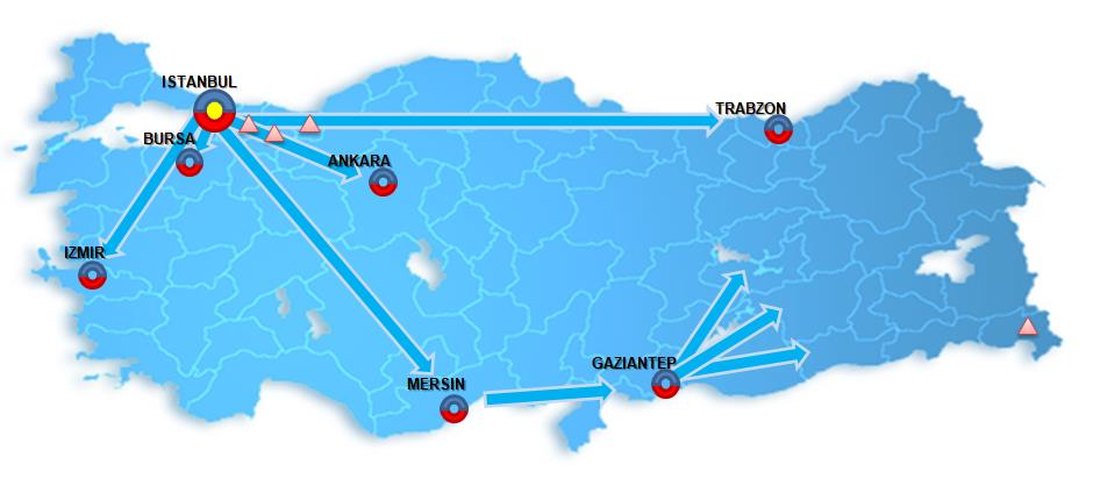 ISTANBUL
TRABZON
BURSA
ANKARA
IZMIR
GAZIANTEP
MERSIN